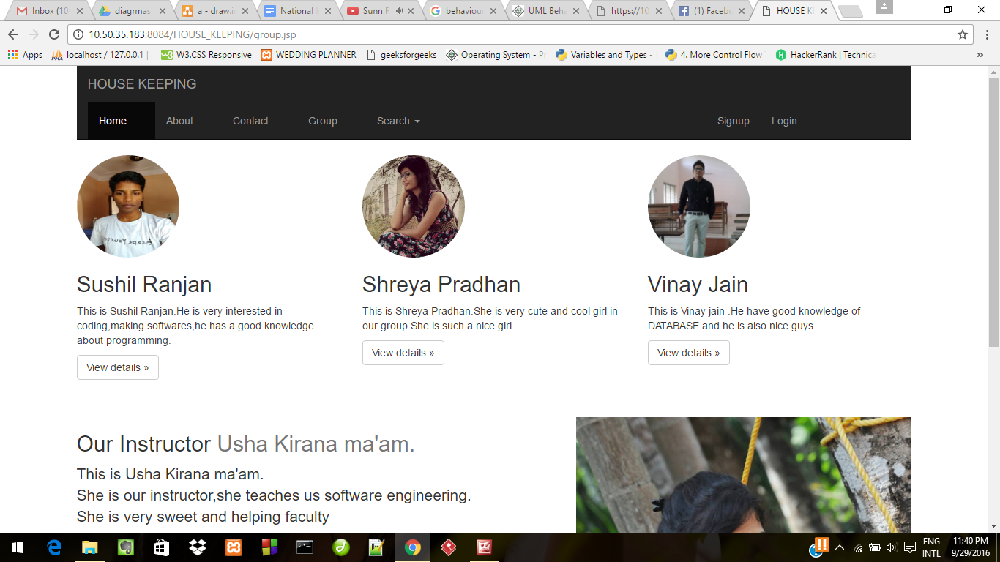 Inbox (10
diagrmas
a - draw.i
National
Sunn R
behaviour
UML Beha
https://10
(1) Faceb
HOUSE K
10.50.35.183:8084/HOUSE_KEEPING/group.jsp
Apps
localhost / 127.0.0.1 |
W3.CSS Responsive
WEDDING PLANNER
geeksforgeeks
Operating System - P
Variables and Types -
4. More Control Flow
HackerRank | Technica
»
HOUSE KEEPING
Home
About
Contact
Group
Search
Signup
Login
Sushil Ranjan
This is Sushil Ranjan.He is very interested in
coding,making softwares,he has a good knowledge
about programming.
View details »
Shreya Pradhan
This is Shreya Pradhan.She is very cute and cool girl in
our group.She is such a nice girl
View details »
Vinay Jain
This is Vinay jain .He have good knowledge of
DATABASE and he is also nice guys.
View details »
Our Instructor Usha Kirana ma'am.
This is Usha Kirana ma'am.
She is our instructor,she teaches us software engineering.
She is very sweet and helping faculty
ENG
INTL
11:40 PM
9/29/2016